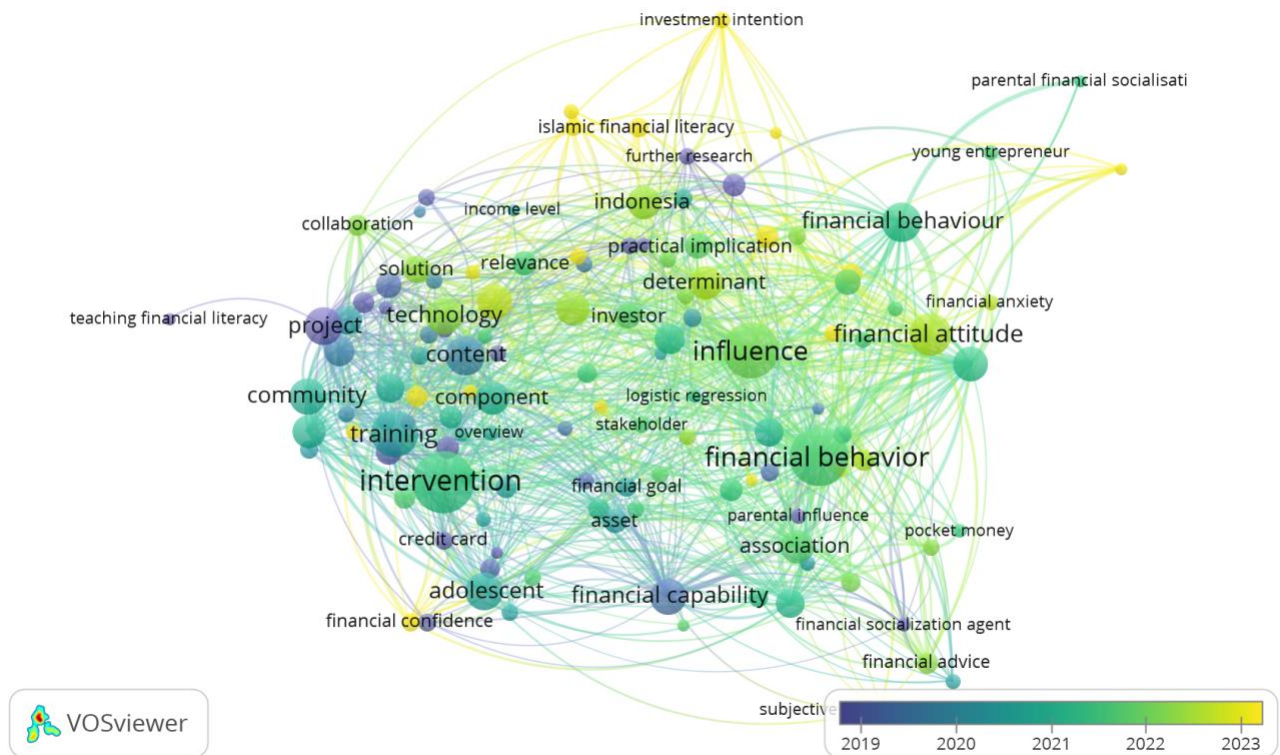 investment intention
parental financial socialisati
islamic financial literacy
further research
young entrepreneur
indonesia
income level
collaboration
financial behaviour
practical implication
solution
relevance
determinant
financial anxiety
technology
investor
teaching financial literacy
project
financial attitude
content
influence
community
component
logistic regression
stakeholder
training
overview
financial behavior
intervention
financial goal
parental influence
asset
pocket money
credit card
association
adolescent
financial capability
financial confidence
financial socialization agent
financial advice
subjective
VOSviewer
2019
2020
2021
2022
2023